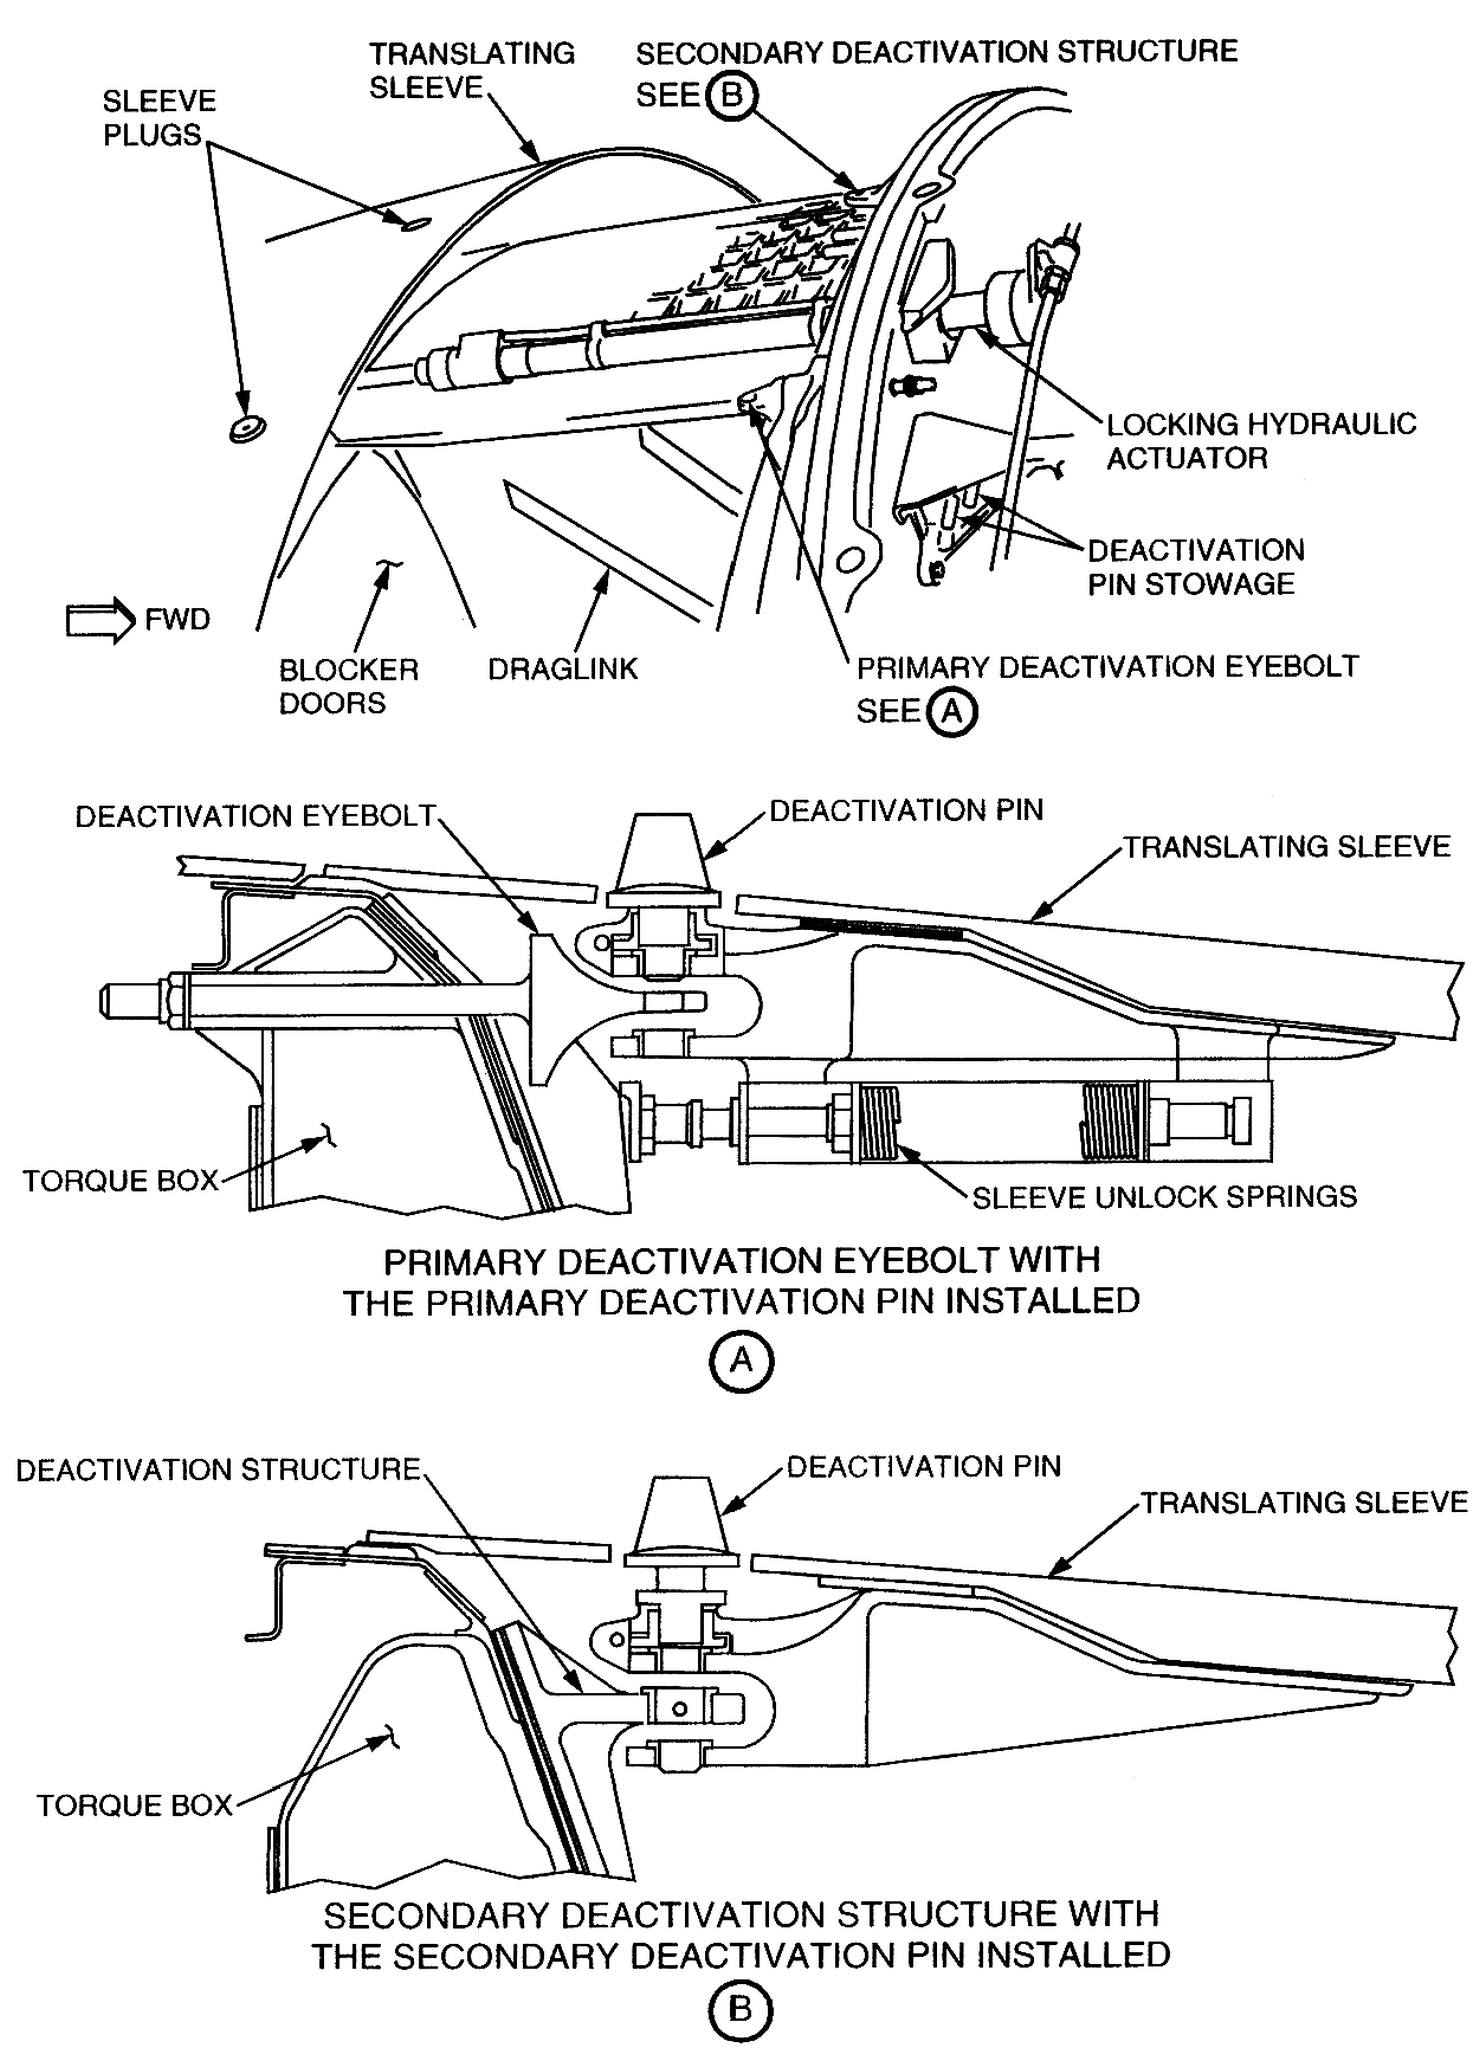 TRANSLATING
SLEEVE
SECONDARY DEACTIVATION STRUCTURE
SEE B
SLEEVE
PLUGS
LOCKING HYDRAULIC
ACTUATOR
DEACTIVATION
PIN STOWAGE
FWD
BLOCKER
DOORS
DRAGLINK
PRIMARY DEACTIVATION EYEBOLT
SEE A
DEACTIVATION EYEBOLT
DEACTIVATION PIN
TRANSLATING SLEEVE
TORQUE BOX
SLEEVE UNLOCK SPRINGS
PRIMARY DEACTIVATION EYEBOLT WITH
THE PRIMARY DEACTIVATION PIN INSTALLED
A
DEACTIVATION STRUCTURE
DEACTIVATION PIN
TRANSLATING SLEEVE
TORQUE BOX
SECONDARY DEACTIVATION STRUCTURE WITH
THE SECONDARY DEACTIVATION PIN INSTALLED
B